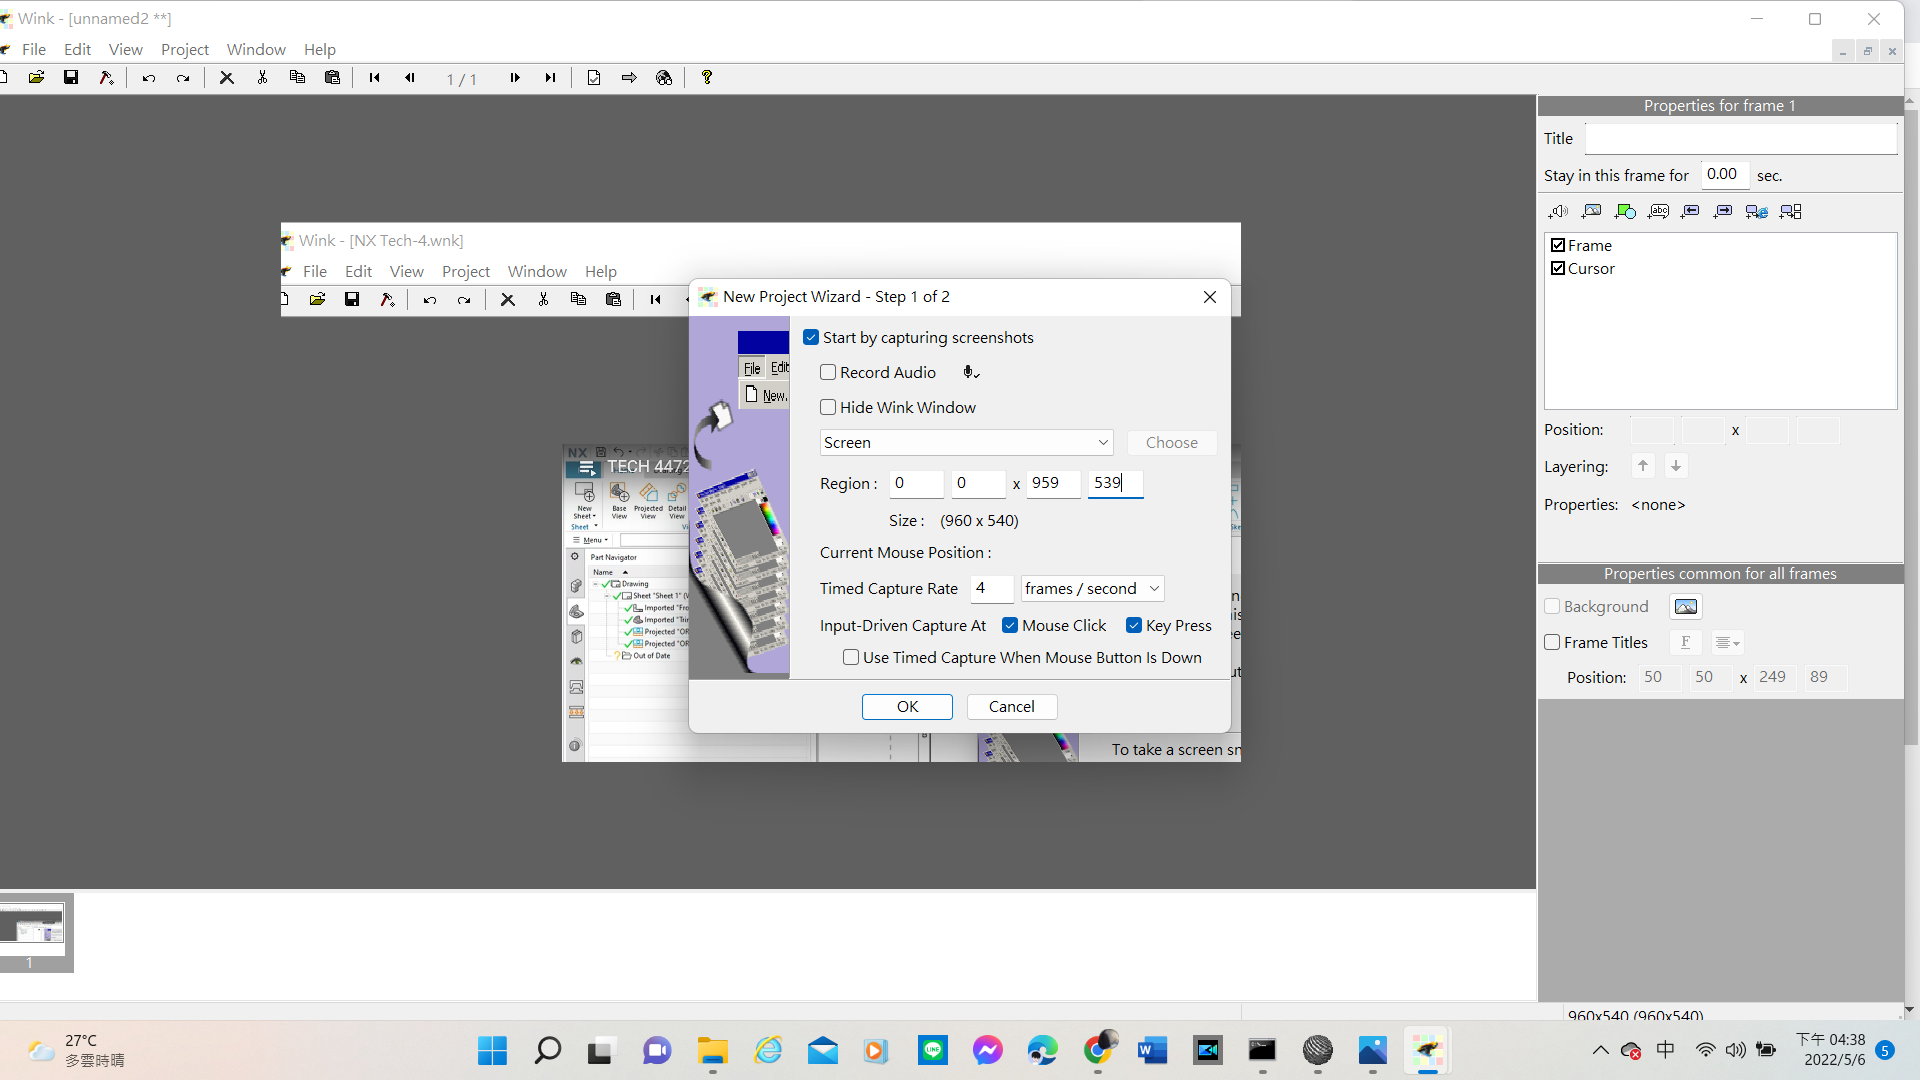 Wink - [unnamed2 **]
File Edit View Project Window Help
1 / 1
Properties for frame 1
Title
Stay in this frame for 0.00 sec.
abc
Frame
Cursor
Position: x
Layering:
Properties: <none>
Properties common for all frames
Background
Frame Titles F
Position: 50 50 x 249 89
Wink - [NX Tech-4.wnk]
File Edit View Project Window Help
New Project Wizard - Step 1 of 2
File Edit
New.
Start by capturing screenshots
Record Audio
Hide Wink Window
Screen Choose
Region : 0 0 x 959 539
Size : (960 x 540)
Current Mouse Position :
Timed Capture Rate 4 frames / second
Input-Driven Capture At Mouse Click Key Press
Use Timed Capture When Mouse Button Is Down
OK Cancel
NX
TECH 4472
New Sheet Base View Projected View Detail View
Sheet
Menu
Part Navigator
Name
Drawing
Sheet "Sheet 1" (W
Imported "Fro
Imported "Trin
Projected "OR
Projected "OR
Out of Date
To take a screen sn
1
960x540 (960x540)
27°C
多雲時晴
LINE
W
中
下午 04:38
2022/5/6
5